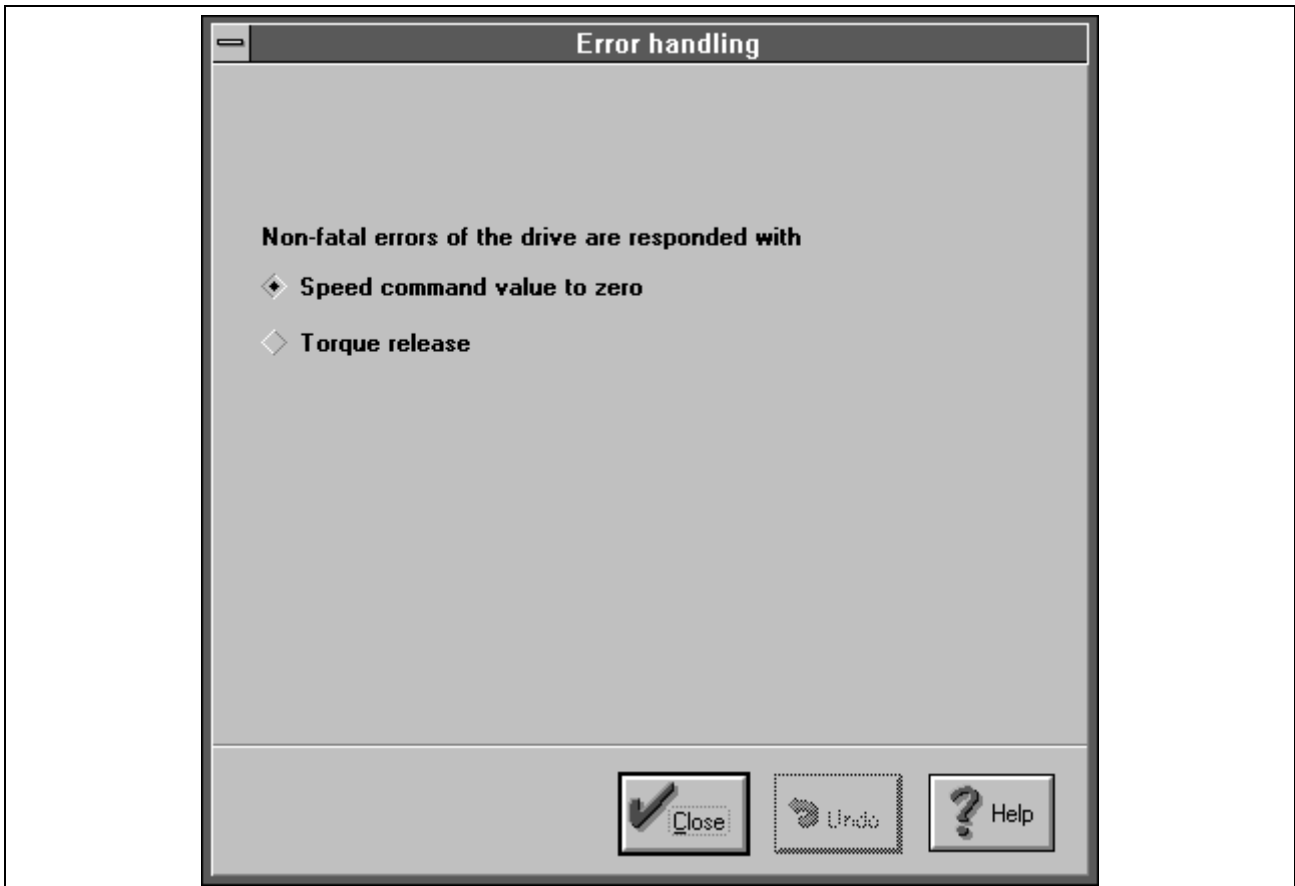 Error handling
Non-fatal errors of the drive are responded with
Speed command value to zero
Torque release
Close
Undo
Help